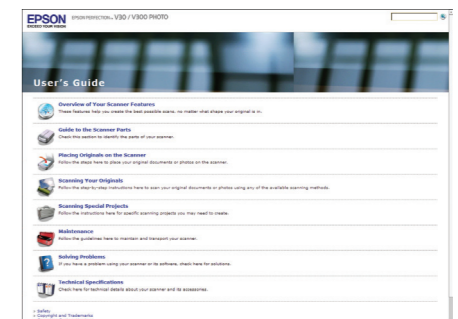 EPSON
EXCEED YOUR VISION
EPSON PERFECTION™ V30 / V300 PHOTO
User's Guide
Overview of Your Scanner Features
These features help you create the best possible scans, no matter what shape your original is in.
Guide to the Scanner Parts
Check this section to identify the parts of your scanner.
Placing Originals on the Scanner
Follow the steps here to place your original documents or photos on the scanner.
Scanning Your Originals
Follow the step-by-step instructions here to scan your original documents or photos using any of the available scanning methods.
Scanning Special Projects
Follow the instructions here for specific scanning projects you may need to create.
Maintenance
Follow the guidelines here to maintain and transport your scanner.
Solving Problems
If you have a problem using your scanner or its software, check here for solutions.
Technical Specifications
Check here for technical details about your scanner and its accessories.
» Safety
» Copyright and Trademarks